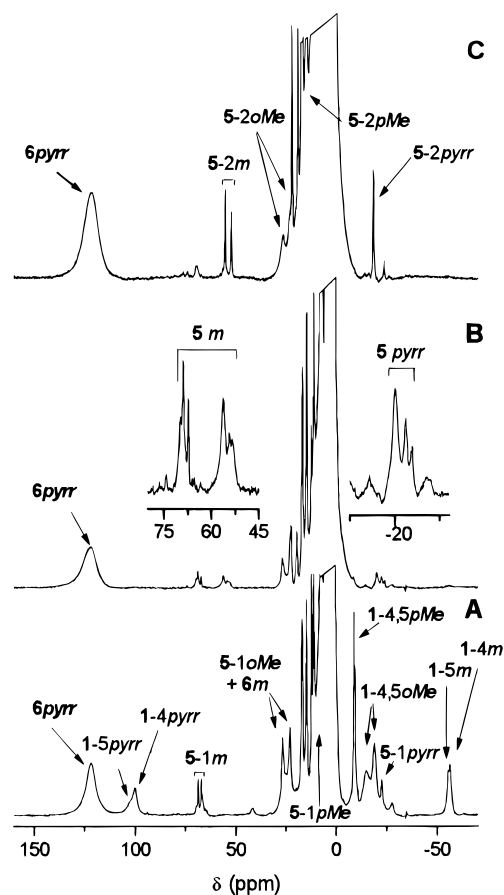 C
5-2oMe
5-2pMe
5-2m
5-2pyrr
6pyrr
B
5 m
5 pyrr
6pyrr
75 60 45
-20
A
1-4,5pMe
1-4m
5-1oMe
+ 6m
1-5m
1-4,5oMe
6pyrr
1-4pyrr
1-5pyrr
5-1m
5-1pyrr
5-1pMe
150 100 50 0 -50
δ (ppm)